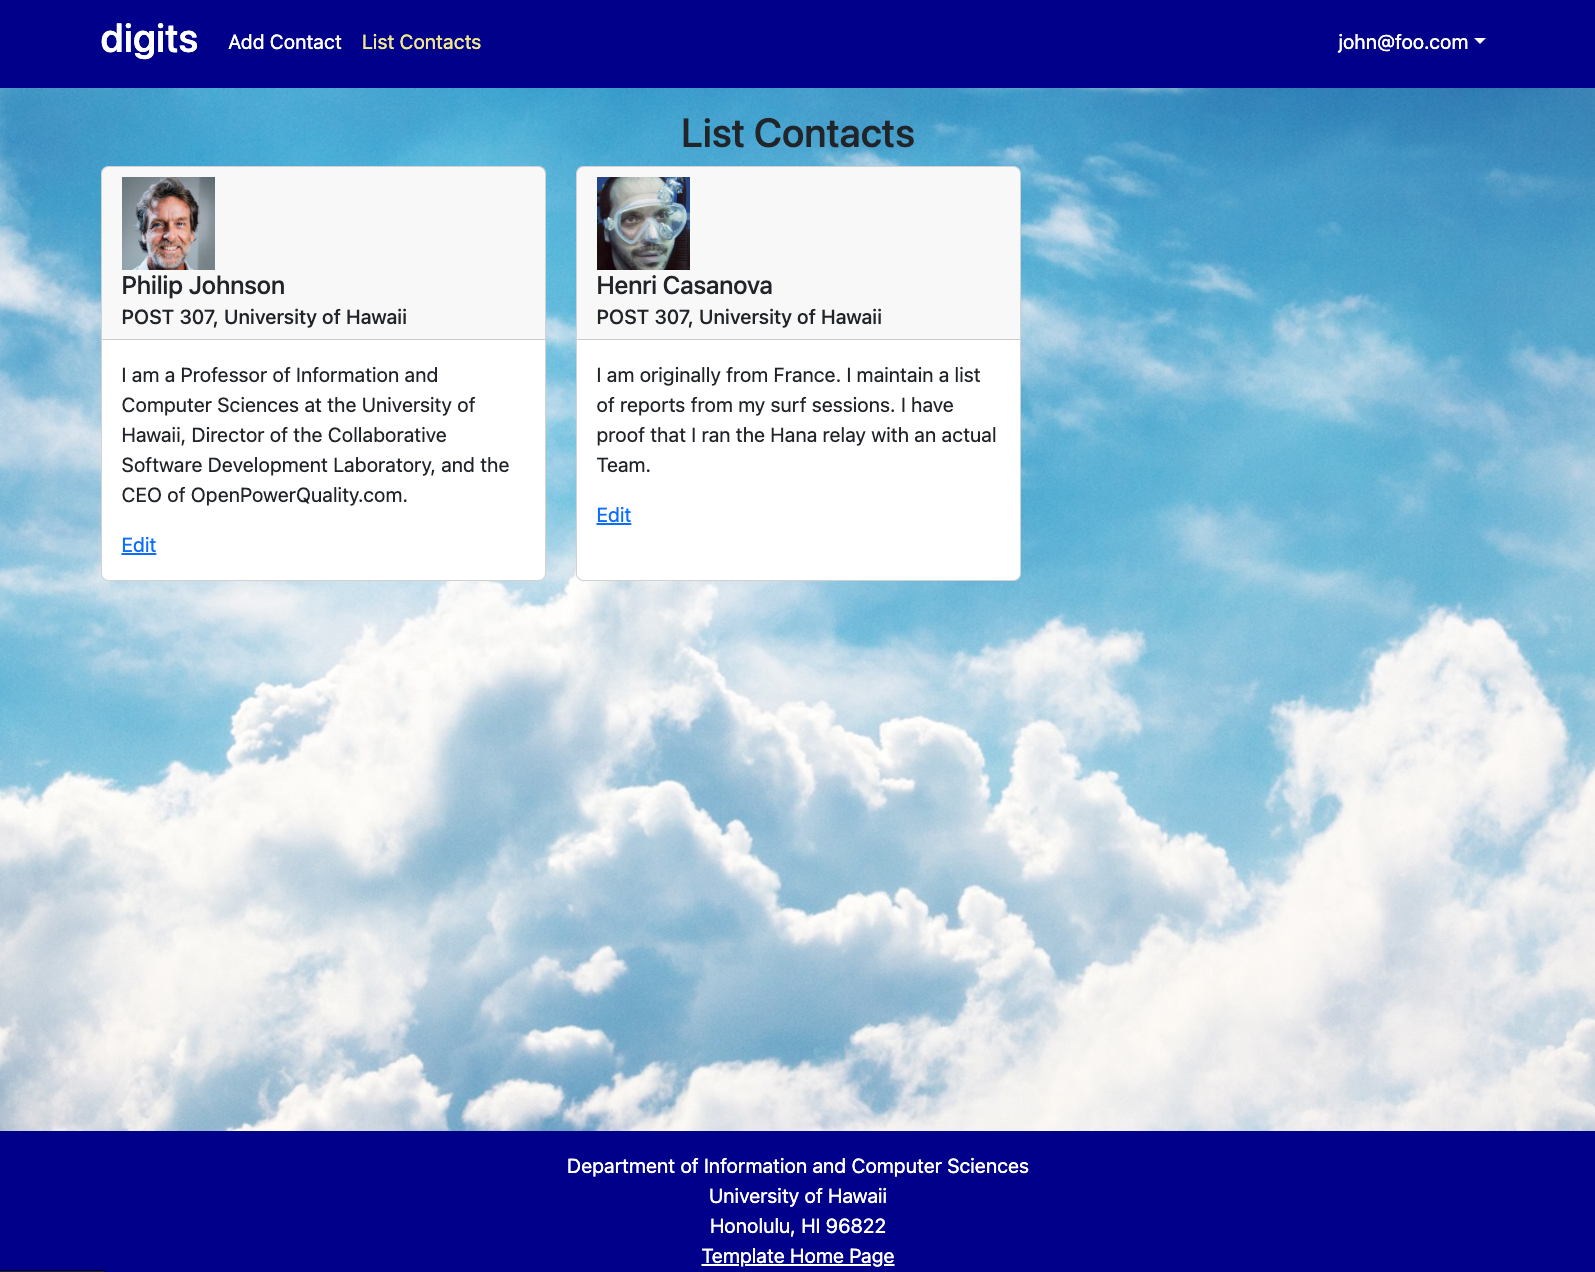 digits Add Contact List Contacts john@foo.com
List Contacts
Philip Johnson
POST 307, University of Hawaii
I am a Professor of Information and
Computer Sciences at the University of
Hawaii, Director of the Collaborative
Software Development Laboratory, and the
CEO of OpenPowerQuality.com.
Edit
Henri Casanova
POST 307, University of Hawaii
I am originally from France. I maintain a list
of reports from my surf sessions. I have
proof that I ran the Hana relay with an actual
Team.
Edit
Department of Information and Computer Sciences
University of Hawaii
Honolulu, HI 96822
Template Home Page